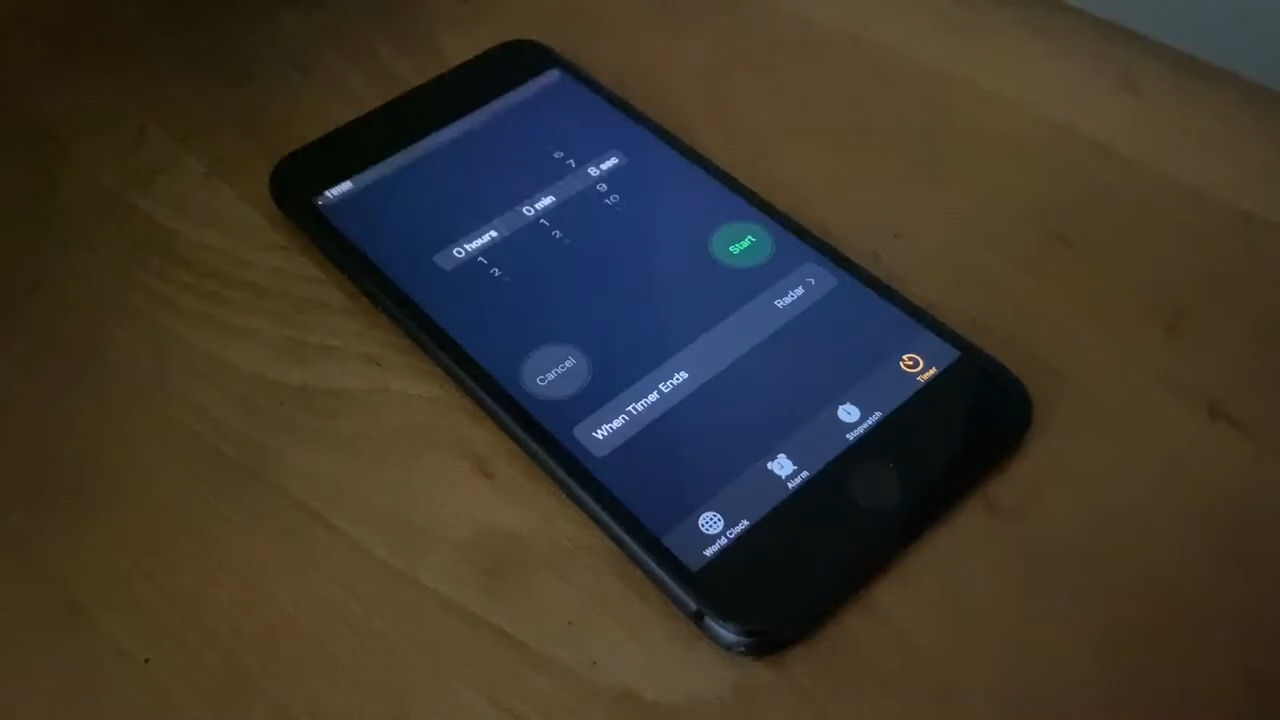 Timer
6
7
0 hours 0 min 8 sec
1 1 9
2 2 10
Cancel Start
When Timer Ends Radar
World Clock Alarm Stopwatch Timer